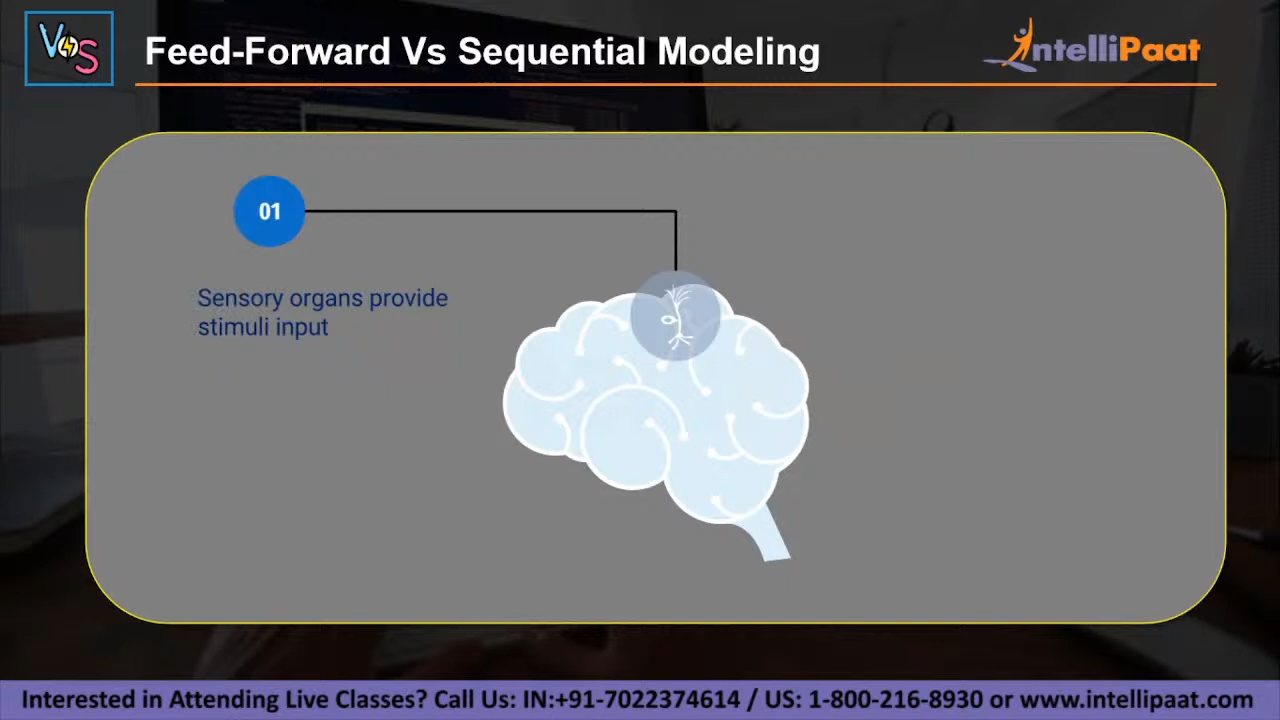 VS
Feed-Forward Vs Sequential Modeling
IntelliPaat
01
Sensory organs provide
stimuli input
Interested in Attending Live Classes? Call Us: IN:+91-7022374614 / US: 1-800-216-8930 or www.intellipaat.com